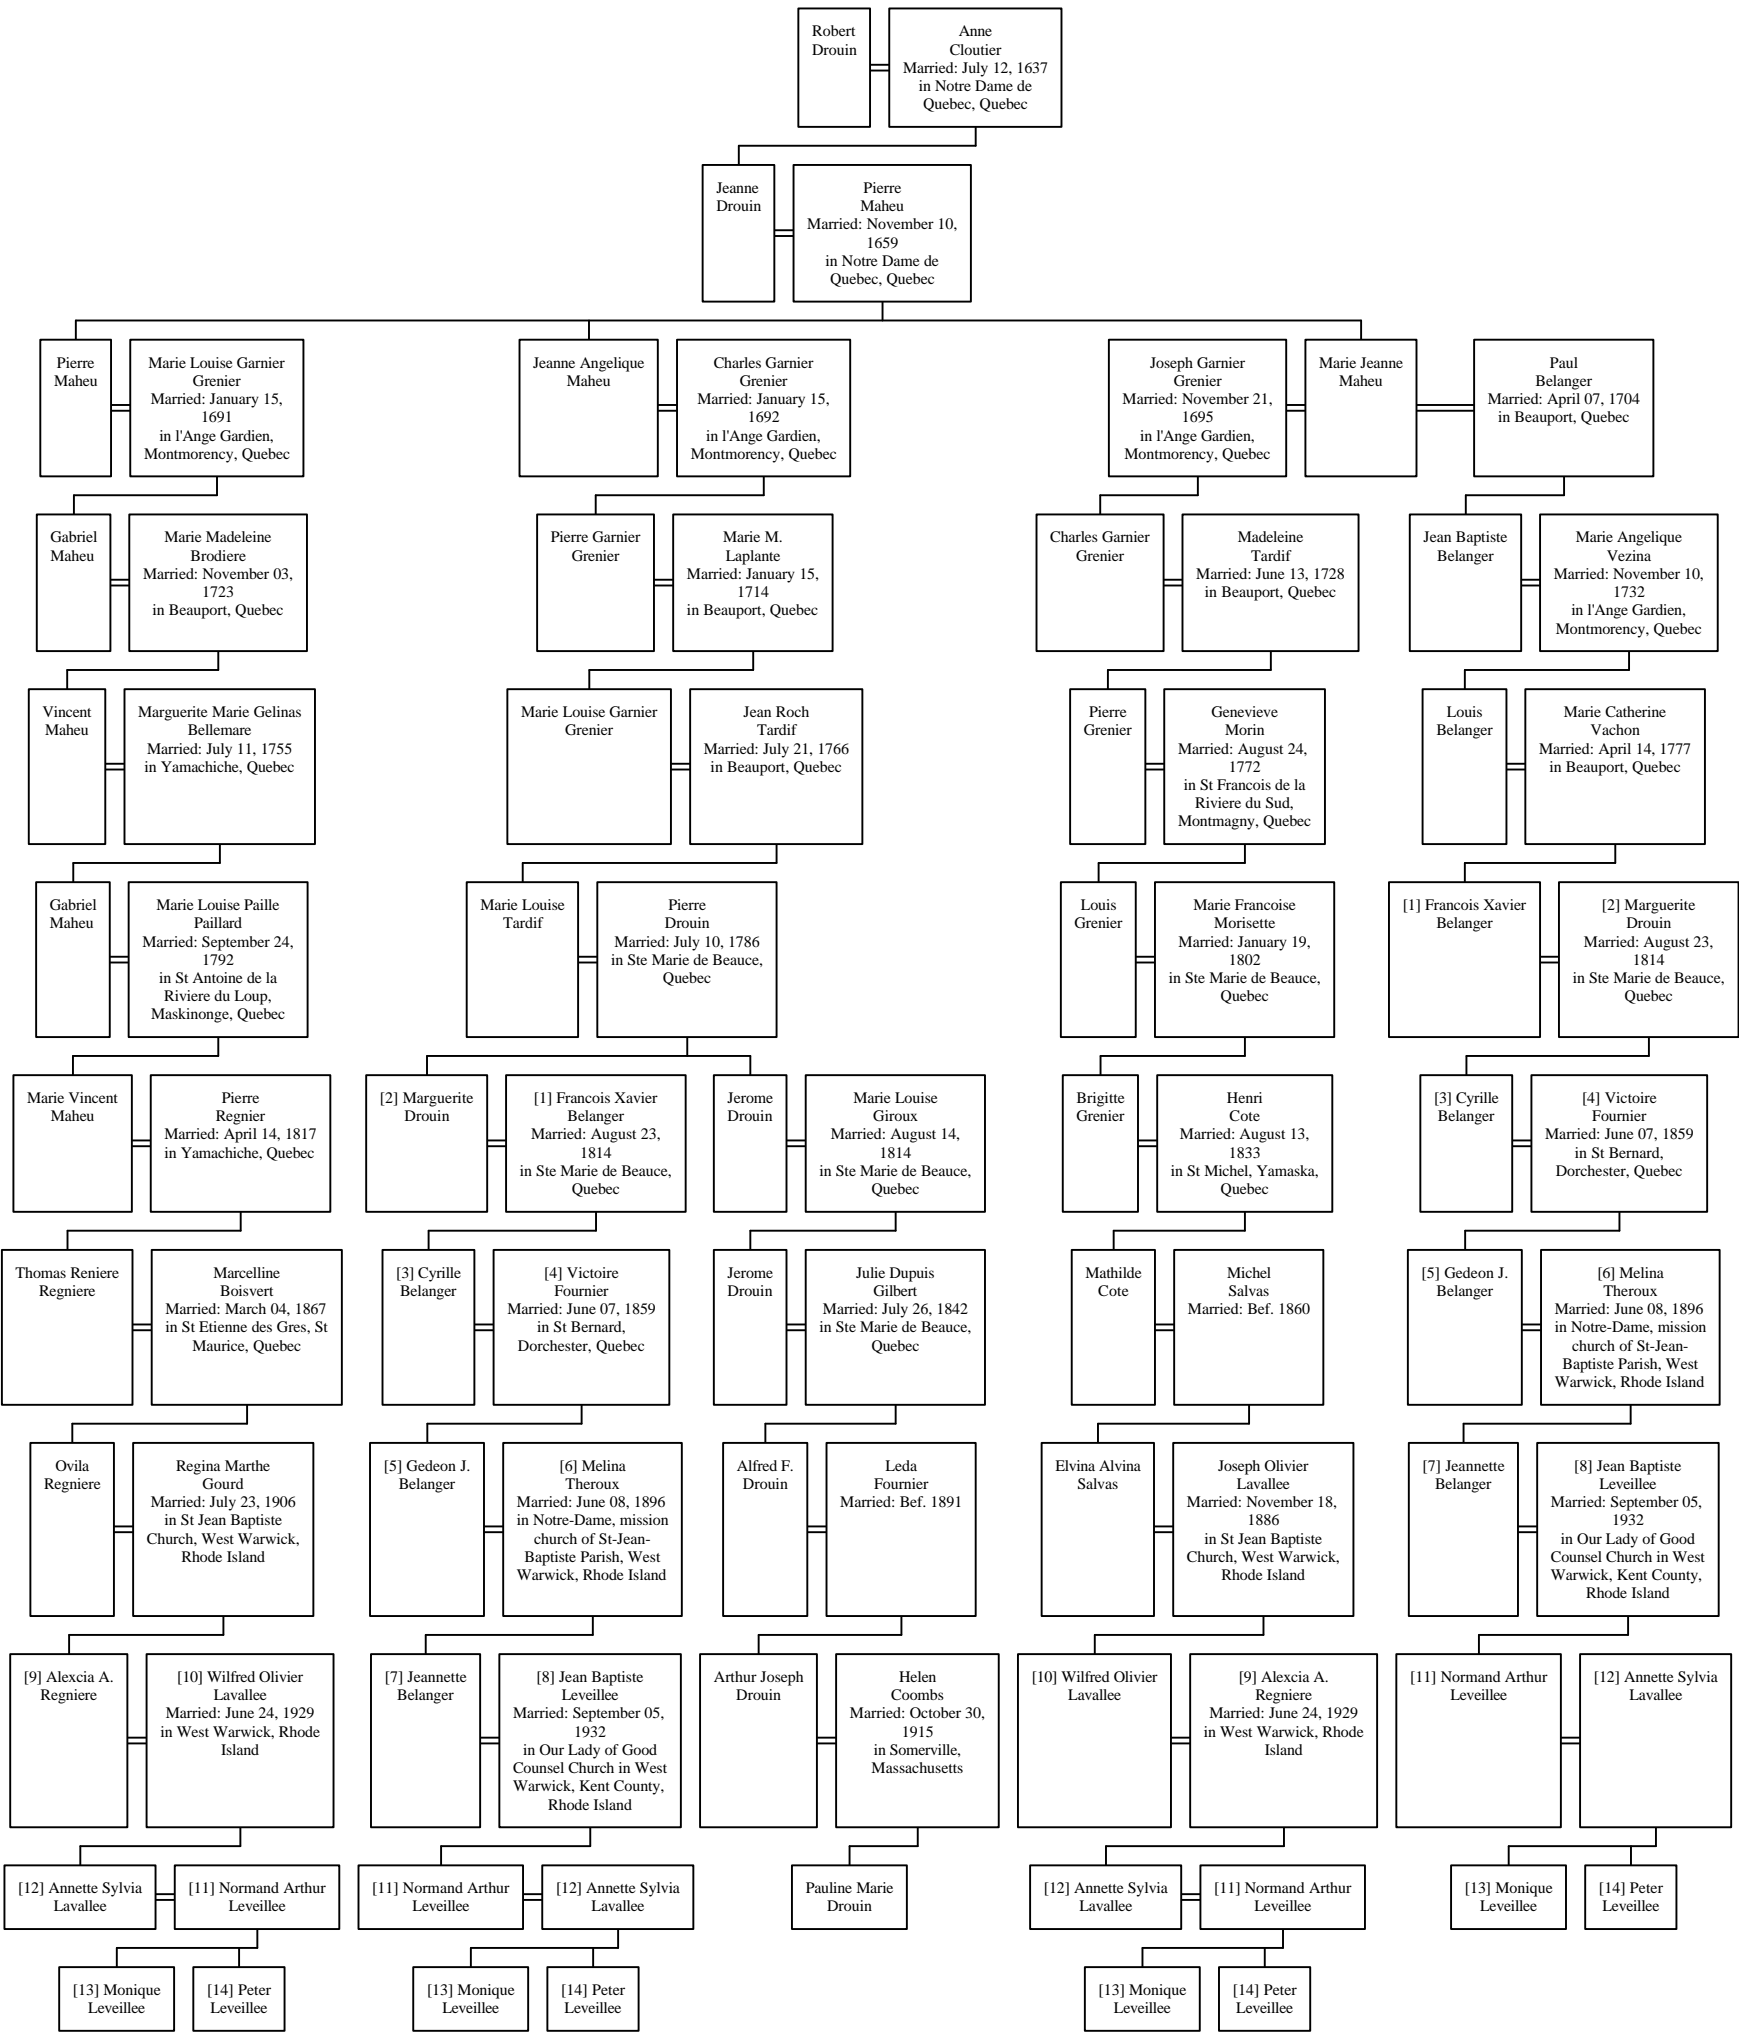 Robert
Drouin
Anne
Cloutier
Married: July 12, 1637
in Notre Dame de
Quebec, Quebec
Jeanne
Drouin
Pierre
Maheu
Married: November 10,
1659
in Notre Dame de
Quebec, Quebec
Pierre
Maheu
Marie Louise Garnier
Grenier
Married: January 15,
1691
in l'Ange Gardien,
Montmorency, Quebec
Jeanne Angelique
Maheu
Charles Garnier
Grenier
Married: January 15,
1692
in l'Ange Gardien,
Montmorency, Quebec
Joseph Garnier
Grenier
Married: November 21,
1695
in l'Ange Gardien,
Montmorency, Quebec
Marie Jeanne
Maheu
Paul
Belanger
Married: April 07, 1704
in Beauport, Quebec
Gabriel
Maheu
Marie Madeleine
Brodiere
Married: November 03,
1723
in Beauport, Quebec
Pierre Garnier
Grenier
Marie M.
Laplante
Married: January 15,
1714
in Beauport, Quebec
Charles Garnier
Grenier
Madeleine
Tardif
Married: June 13, 1728
in Beauport, Quebec
Jean Baptiste
Belanger
Marie Angelique
Vezina
Married: November 10,
1732
in l'Ange Gardien,
Montmorency, Quebec
Vincent
Maheu
Marguerite Marie Gelinas
Bellemare
Married: July 11, 1755
in Yamachiche, Quebec
Marie Louise Garnier
Grenier
Jean Roch
Tardif
Married: July 21, 1766
in Beauport, Quebec
Pierre
Grenier
Genevieve
Morin
Married: August 24,
1772
in St Francois de la
Riviere du Sud,
Montmagny, Quebec
Louis
Belanger
Marie Catherine
Vachon
Married: April 14, 1777
in Beauport, Quebec
Gabriel
Maheu
Marie Louise Paille
Paillard
Married: September 24,
1792
in St Antoine de la
Riviere du Loup,
Maskinonge, Quebec
Marie Louise
Tardif
Pierre
Drouin
Married: July 10, 1786
in Ste Marie de Beauce,
Quebec
Louis
Grenier
Marie Francoise
Morisette
Married: January 19,
1802
in Ste Marie de Beauce,
Quebec
[1] Francois Xavier
Belanger
[2] Marguerite
Drouin
Married: August 23,
1814
in Ste Marie de Beauce,
Quebec
Marie Vincent
Maheu
Pierre
Regnier
Married: April 14, 1817
in Yamachiche, Quebec
[2] Marguerite
Drouin
[1] Francois Xavier
Belanger
Married: August 23,
1814
in Ste Marie de Beauce,
Quebec
Jerome
Drouin
Marie Louise
Giroux
Married: August 14,
1814
in Ste Marie de Beauce,
Quebec
Brigitte
Grenier
Henri
Cote
Married: August 13,
1833
in St Michel, Yamaska,
Quebec
[3] Cyrille
Belanger
[4] Victoire
Fournier
Married: June 07, 1859
in St Bernard,
Dorchester, Quebec
Thomas Reniere
Regniere
Marcelline
Boisvert
Married: March 04, 1867
in St Etienne des Gres, St
Maurice, Quebec
[3] Cyrille
Belanger
[4] Victoire
Fournier
Married: June 07, 1859
in St Bernard,
Dorchester, Quebec
Jerome
Drouin
Julie Dupuis
Gilbert
Married: July 26, 1842
in Ste Marie de Beauce,
Quebec
Mathilde
Cote
Michel
Salvas
Married: Bef. 1860
[5] Gedeon J.
Belanger
[6] Melina
Theroux
Married: June 08, 1896
in Notre-Dame, mission
church of St-Jean-
Baptiste Parish, West
Warwick, Rhode Island
Ovila
Regniere
Regina Marthe
Gourd
Married: July 23, 1906
in St Jean Baptiste
Church, West Warwick,
Rhode Island
[5] Gedeon J.
Belanger
[6] Melina
Theroux
Married: June 08, 1896
in Notre-Dame, mission
church of St-Jean-
Baptiste Parish, West
Warwick, Rhode Island
Alfred F.
Drouin
Leda
Fournier
Married: Bef. 1891
Elvina Alvina
Salvas
Joseph Olivier
Lavallee
Married: November 18,
1886
in St Jean Baptiste
Church, West Warwick,
Rhode Island
[7] Jeannette
Belanger
[8] Jean Baptiste
Leveillee
Married: September 05,
1932
in Our Lady of Good
Counsel Church in West
Warwick, Kent County,
Rhode Island
[9] Alexcia A.
Regniere
[10] Wilfred Olivier
Lavallee
Married: June 24, 1929
in West Warwick, Rhode
Island
[7] Jeannette
Belanger
[8] Jean Baptiste
Leveillee
Married: September 05,
1932
in Our Lady of Good
Counsel Church in West
Warwick, Kent County,
Rhode Island
Arthur Joseph
Drouin
Helen
Coombs
Married: October 30,
1915
in Somerville,
Massachusetts
[10] Wilfred Olivier
Lavallee
[9] Alexcia A.
Regniere
Married: June 24, 1929
in West Warwick, Rhode
Island
[11] Normand Arthur
Leveillee
[12] Annette Sylvia
Lavallee
[12] Annette Sylvia
Lavallee
[11] Normand Arthur
Leveillee
[11] Normand Arthur
Leveillee
[12] Annette Sylvia
Lavallee
Pauline Marie
Drouin
[12] Annette Sylvia
Lavallee
[11] Normand Arthur
Leveillee
[13] Monique
Leveillee
[14] Peter
Leveillee
[13] Monique
Leveillee
[14] Peter
Leveillee
[13] Monique
Leveillee
[14] Peter
Leveillee
[13] Monique
Leveillee
[14] Peter
Leveillee